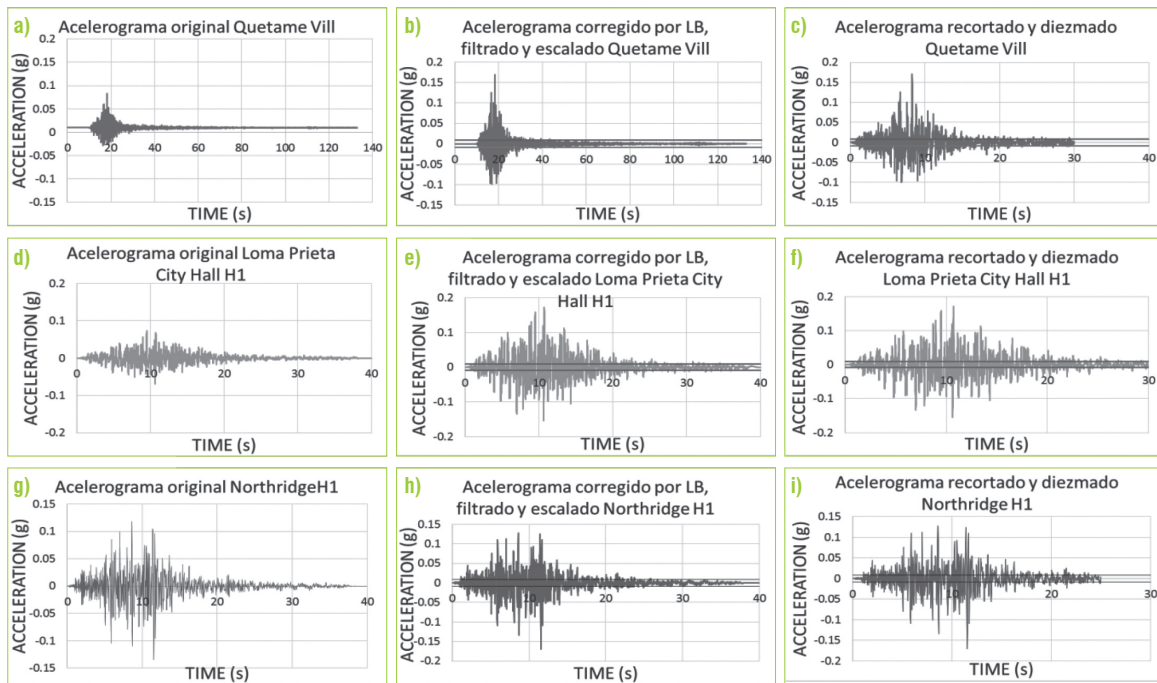 a)
Acelerograma original Quetame Vill
ACCELERATION (g)
0.2
0.15
0.1
0.05
0
-0.05
-0.1
-0.15
0 20 40 60 80 100 120 140
TIME (s)
b)
Acelerograma corregido por LB,
filtrado y escalado Quetame Vill
ACCELERATION (g)
0.2
0.15
0.1
0.05
0
-0.05
-0.1
-0.15
0 20 40 60 80 100 120 140
TIME (s)
c)
Acelerograma recortado y diezmado
Quetame Vill
ACCELERATION (g)
0.2
0.15
0.1
0.05
0
-0.05
-0.1
-0.15
0 10 20 30 40
TIME (s)
d)
Acelerograma original Loma Prieta
City Hall H1
ACCELERATION (g)
0.2
0.1
0
-0.1
-0.2
0 10 20 30 40
TIME (s)
e)
Acelerograma corregido por LB,
filtrado y escalado Loma Prieta City
Hall H1
ACCELERATION (g)
0.2
0.1
0
-0.1
-0.2
0 10 20 30 40
TIME (s)
f)
Acelerograma recortado y diezmado
Loma Prieta City Hall H1
ACCELERATION (g)
0.2
0.1
0
-0.1
-0.2
0 10 20 30
TIME (s)
g)
Acelerograma original NorthridgeH1
ACCELERATION (g)
0.15
0.1
0.05
0
-0.05
-0.1
-0.15
0 10 20 30 40
TIME (s)
h)
Acelerograma corregido por LB,
filtrado y escalado Northridge H1
ACCELERATION (g)
0.15
0.1
0.05
0
-0.05
-0.1
-0.15
-0.2
0 10 20 30 40
TIME (s)
i)
Acelerograma recortado y diezmado
Northridge H1
ACCELERATION (g)
0.15
0.1
0.05
0
-0.05
-0.1
-0.15
-0.2
0 10 20 30
TIME (s)